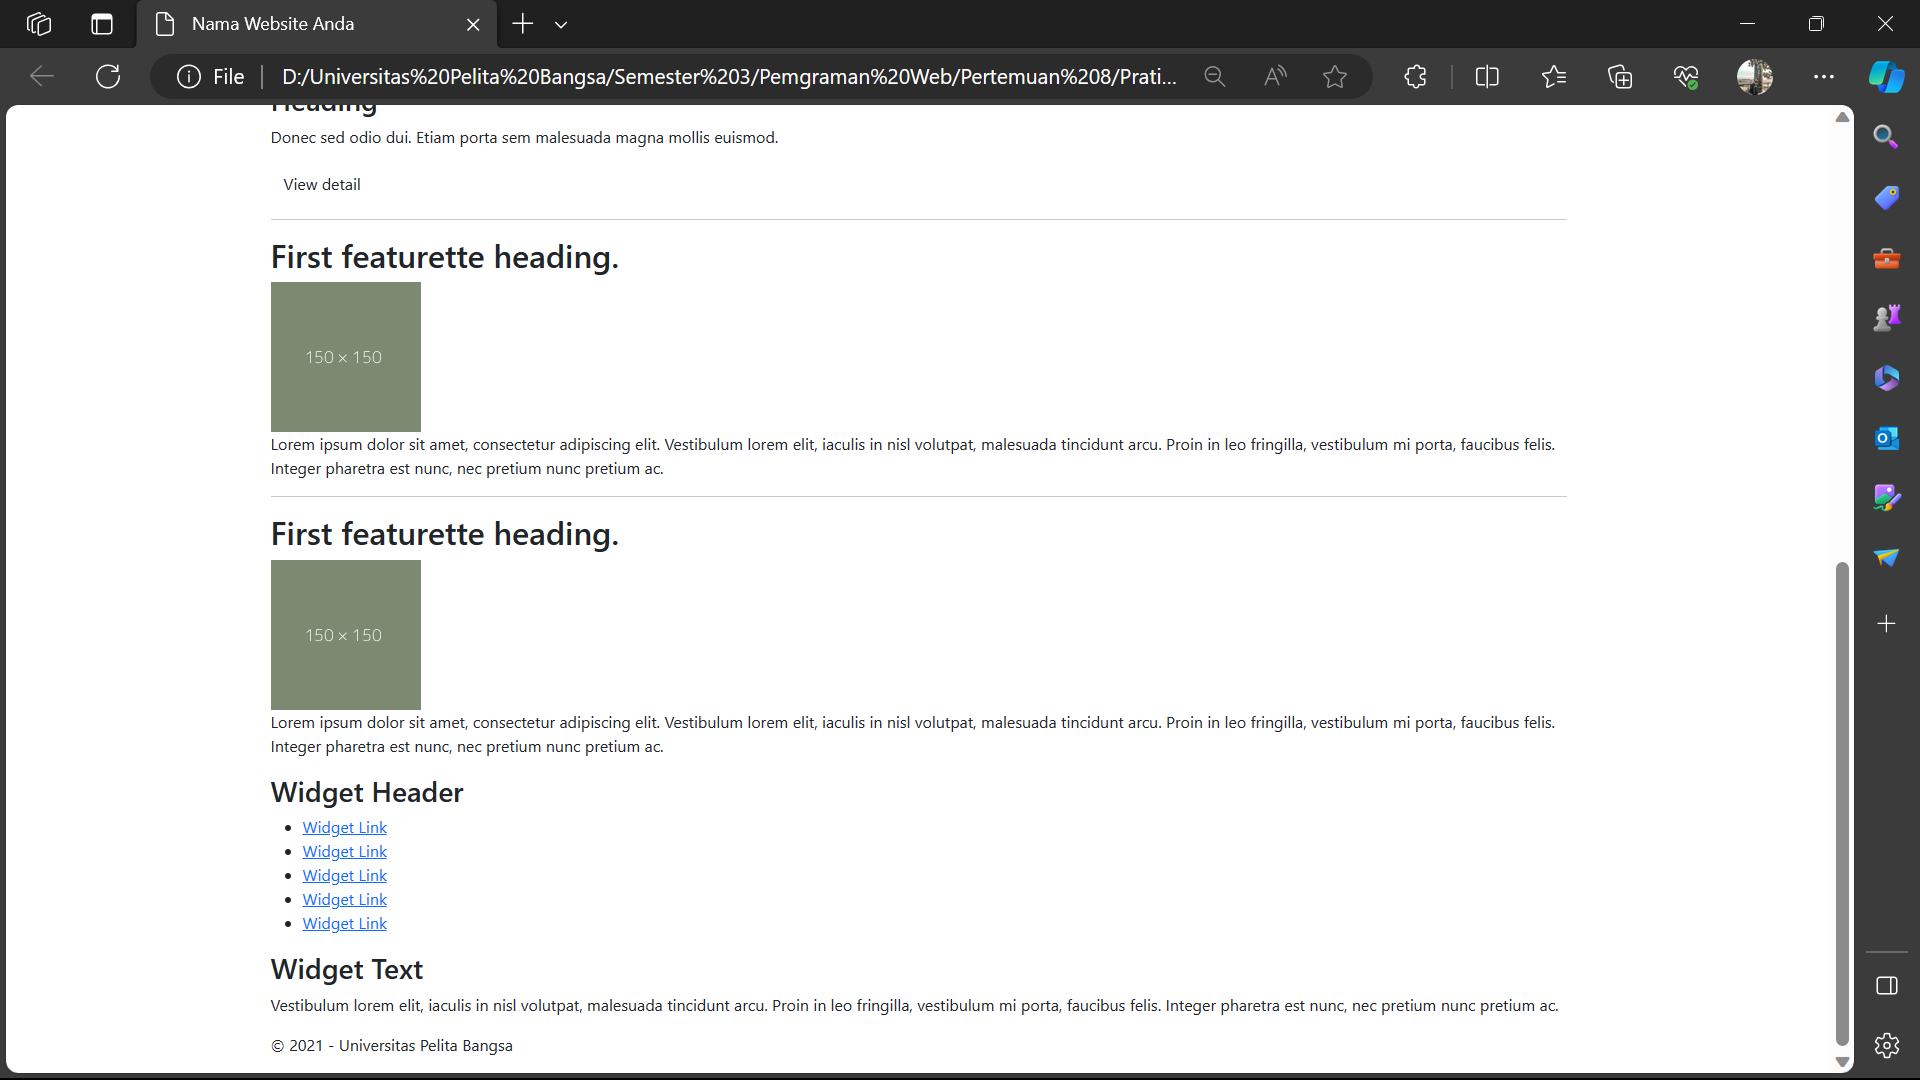 Nama Website Anda
File
D:/Universitas%20Pelita%20Bangsa/Semester%203/Pemgraman%20Web/Pertemuan%208/Prati...
Heading
Donec sed odio dui. Etiam porta sem malesuada magna mollis euismod.
View detail
First featurette heading.
150 × 150
Lorem ipsum dolor sit amet, consectetur adipiscing elit. Vestibulum lorem elit, iaculis in nisl volutpat, malesuada tincidunt arcu. Proin in leo fringilla, vestibulum mi porta, faucibus felis.
Integer pharetra est nunc, nec pretium nunc pretium ac.
First featurette heading.
150 × 150
Lorem ipsum dolor sit amet, consectetur adipiscing elit. Vestibulum lorem elit, iaculis in nisl volutpat, malesuada tincidunt arcu. Proin in leo fringilla, vestibulum mi porta, faucibus felis.
Integer pharetra est nunc, nec pretium nunc pretium ac.
Widget Header
• Widget Link
• Widget Link
• Widget Link
• Widget Link
• Widget Link
Widget Text
Vestibulum lorem elit, iaculis in nisl volutpat, malesuada tincidunt arcu. Proin in leo fringilla, vestibulum mi porta, faucibus felis. Integer pharetra est nunc, nec pretium nunc pretium ac.
© 2021 - Universitas Pelita Bangsa